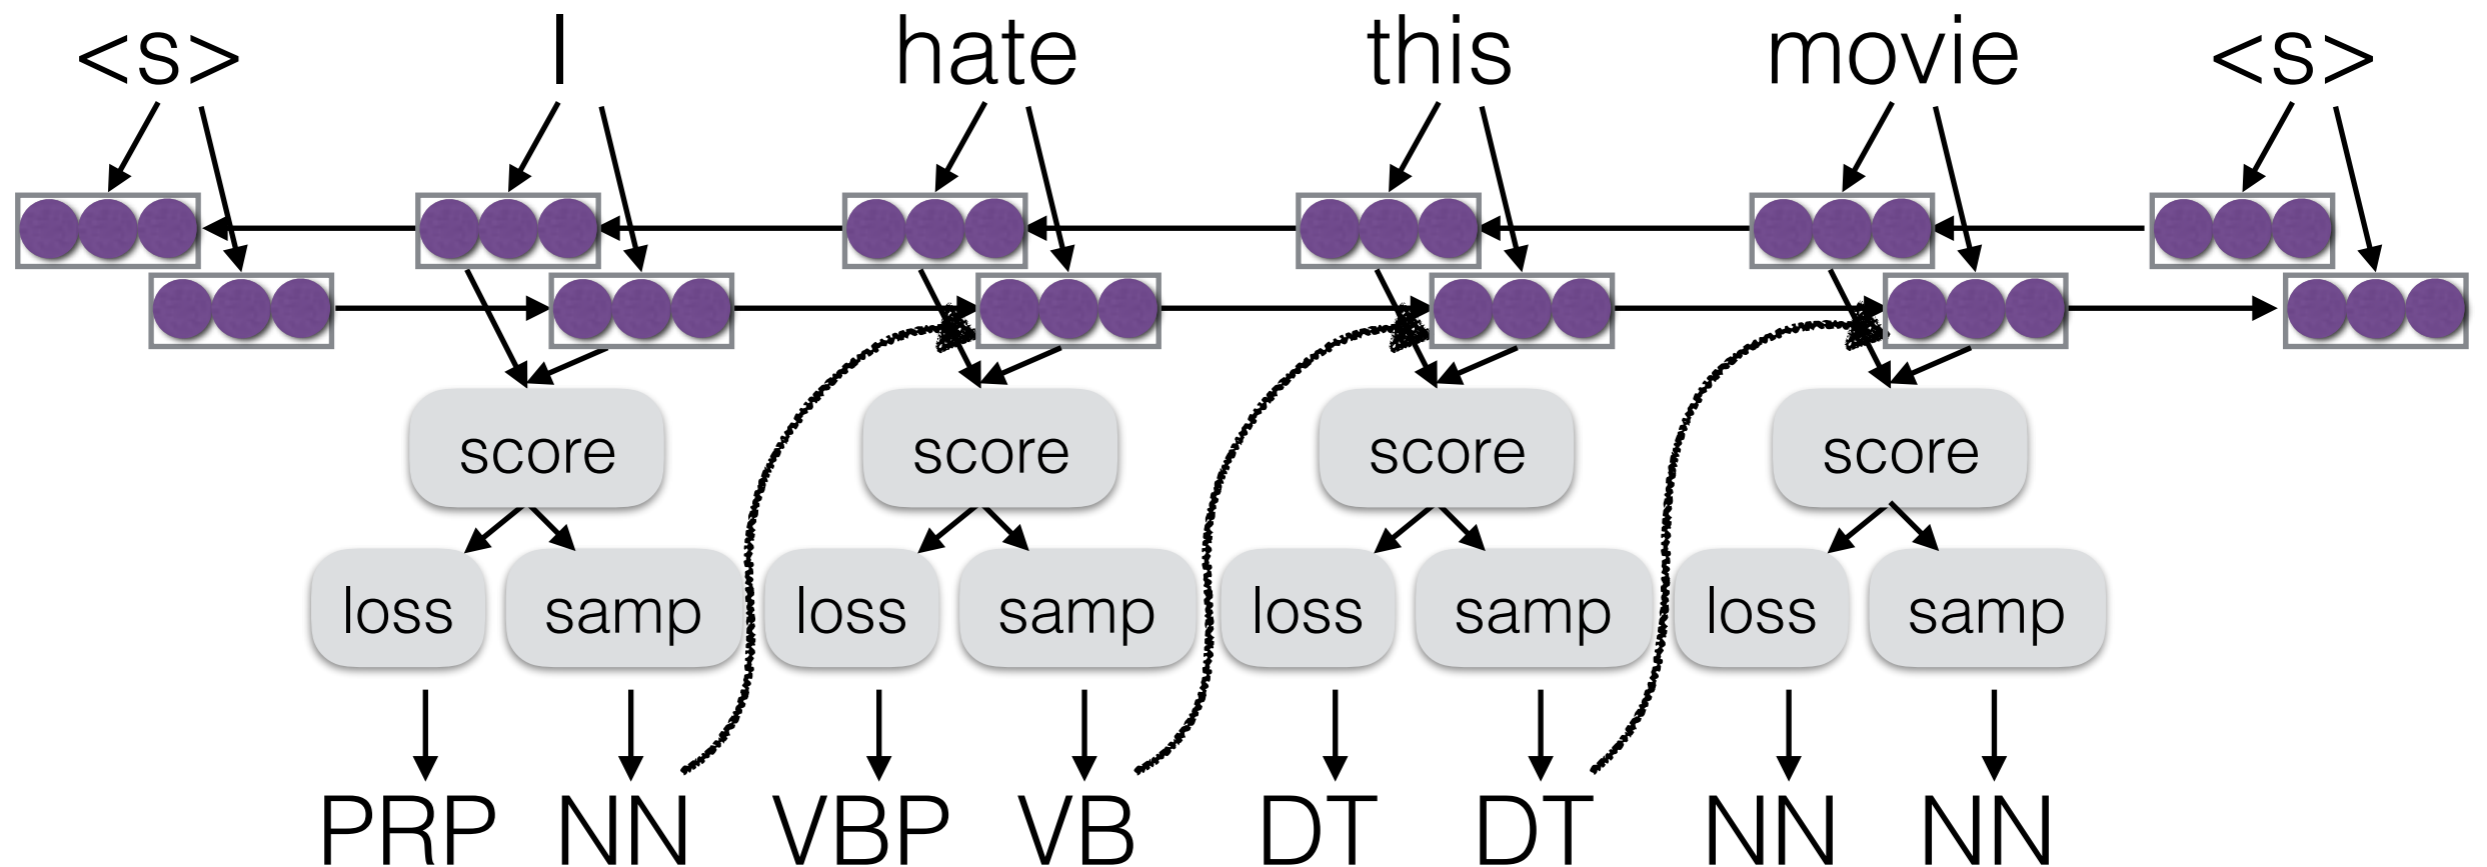 <s> I hate this movie <s>
score score score score
loss samp loss samp loss samp loss samp
PRP NN VBP VB DT DT NN NN